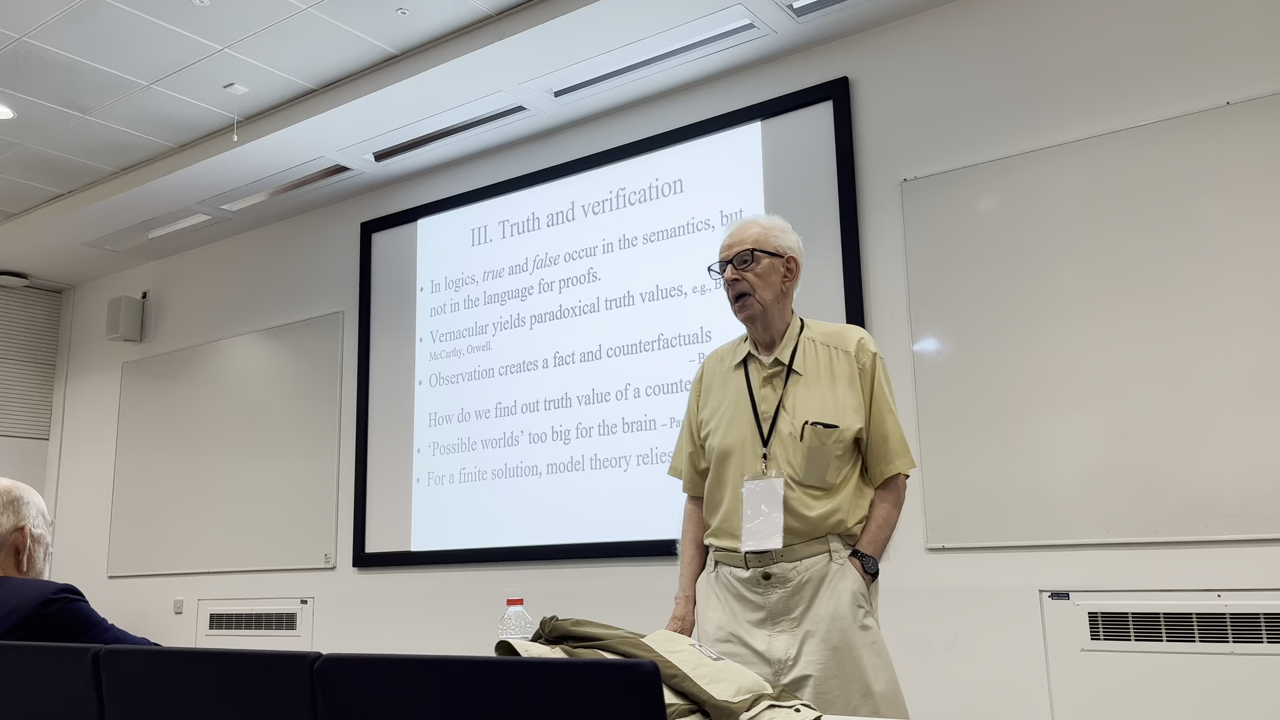 III. Truth and verification
• In logics, true and false occur in the semantics, but
not in the language for proofs.
• Vernacular yields paradoxical truth values, e.g.,
McCarthy, Orwell.
• Observation creates a fact and counterfactuals
How do we find out truth value of a
• 'Possible worlds' too big for the brain –
• For a finite solution, model theory relies